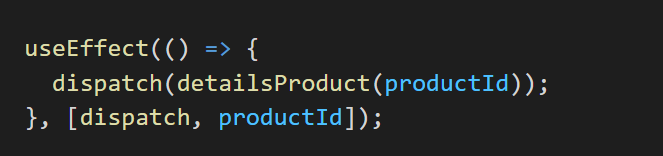 useEffect(() => {
  dispatch(detailsProduct(productId));
}, [dispatch, productId]);